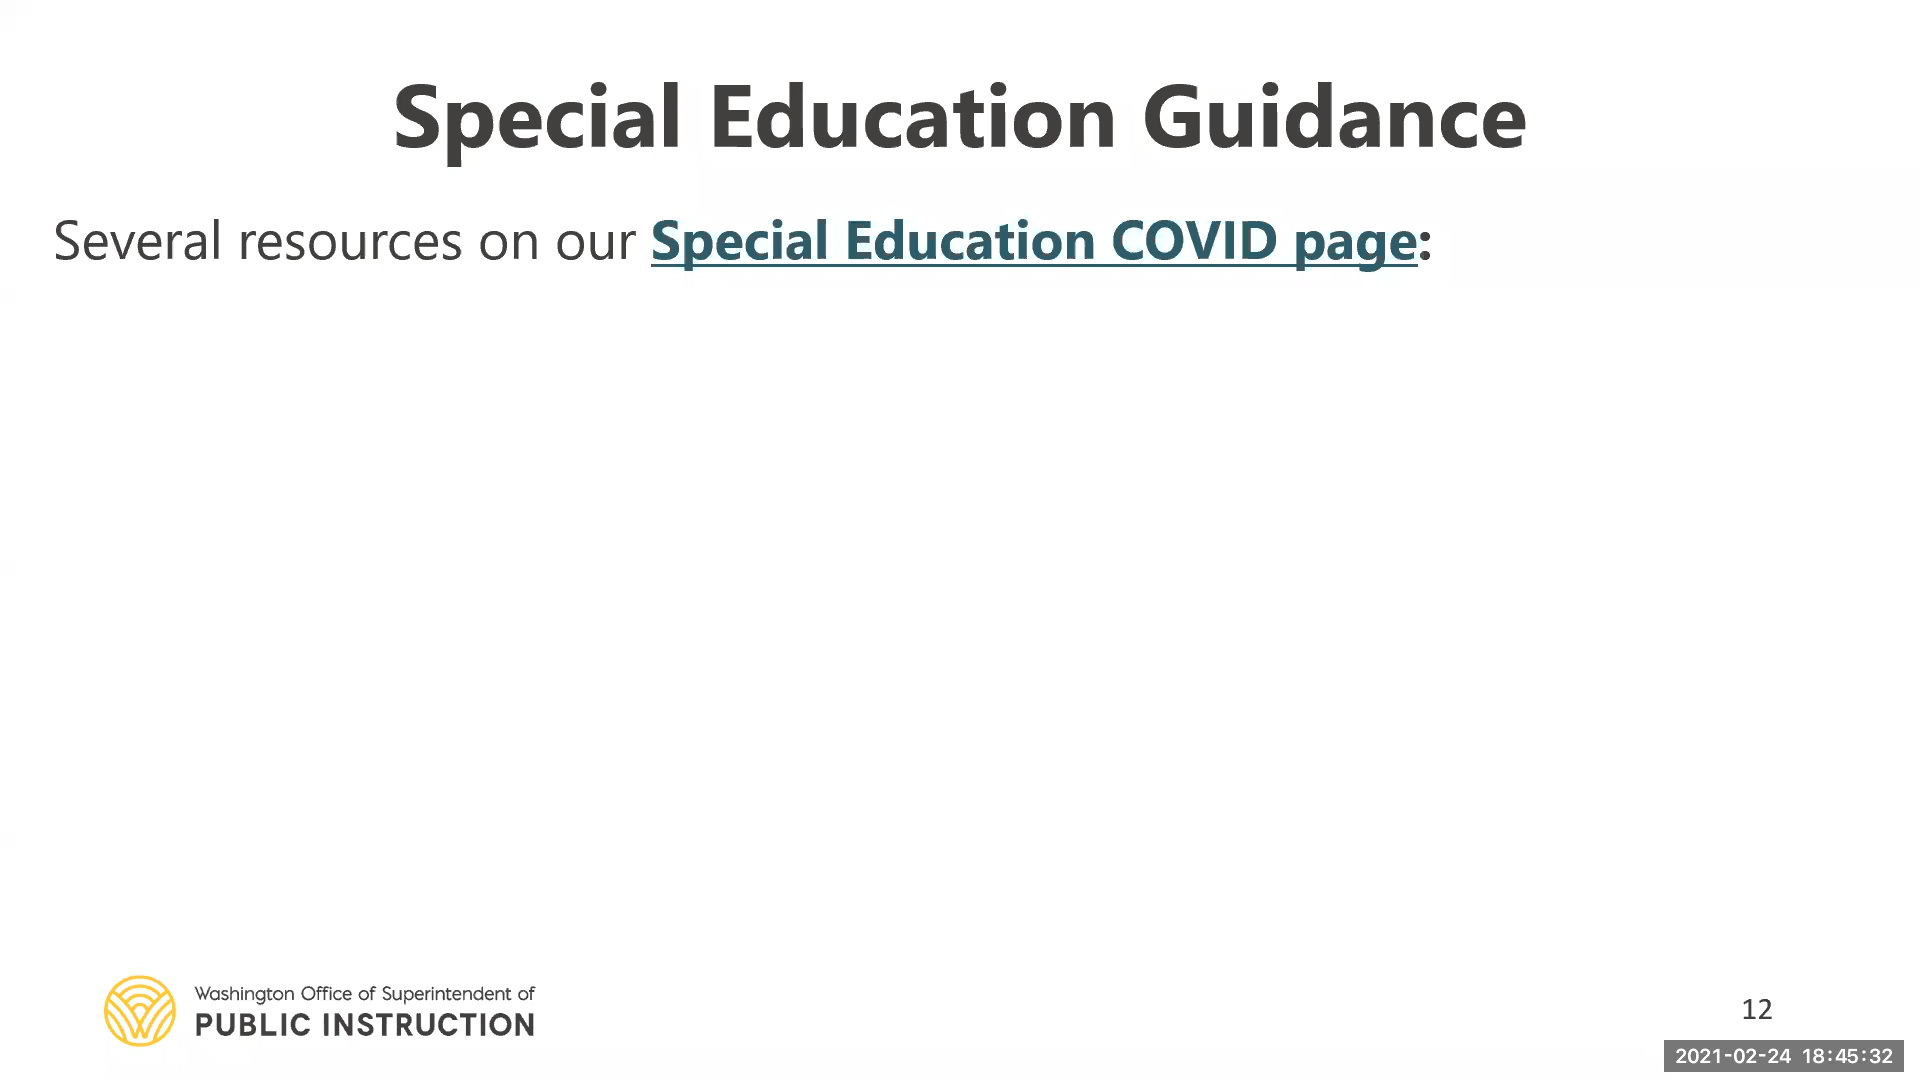 Special Education Guidance
Several resources on our Special Education COVID page:
Washington Office of Superintendent of
PUBLIC INSTRUCTION
12
2021-02-24 18:45:32